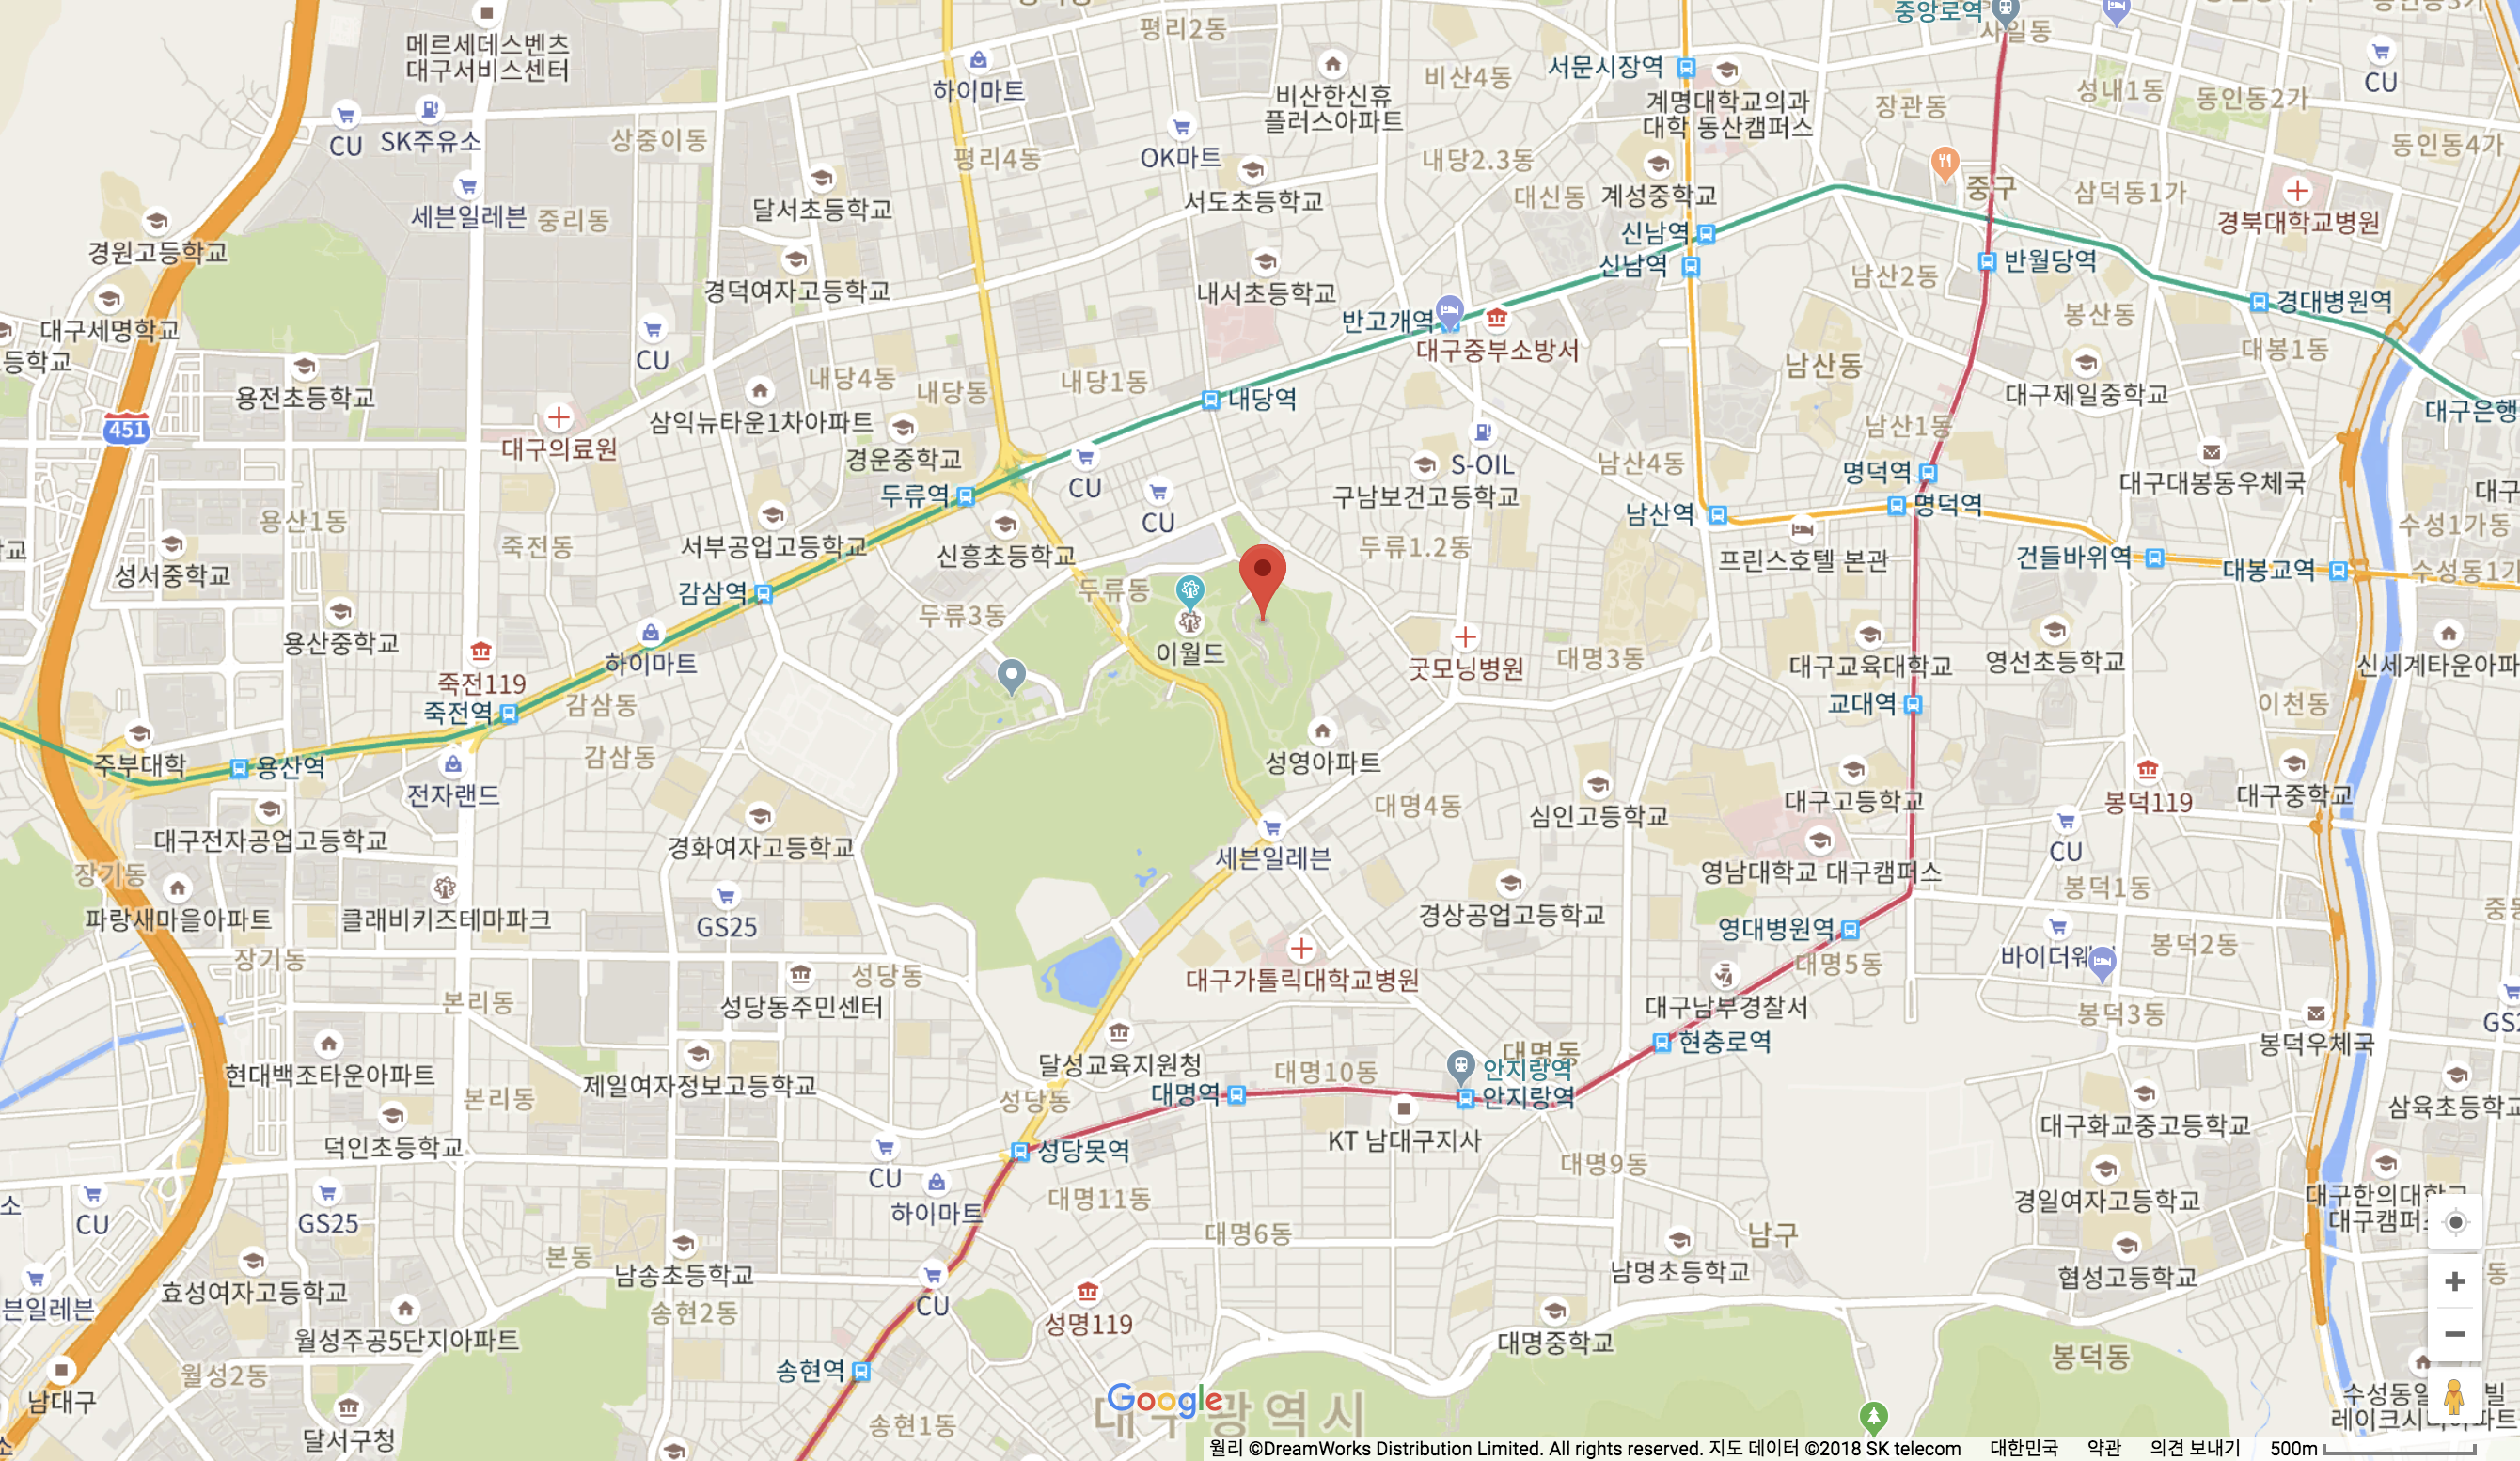 중앙로역
사일동
평리2동
메르세데스벤츠
대구서비스센터
하이마트
서문시장역
비산4동
CU
성내1동
동인동2가
비산한신휴
플러스아파트
계명대학교의과
대학 동산캠퍼스
장관동
CU
SK주유소
상중이동
OK마트
평리4동
내당2.3동
동인동4가
대신동
계성중학교
중구
삼덕동1가
세븐일레븐
중리동
달서초등학교
서도초등학교
경북대학교병원
신남역
신남역
경원고등학교
경덕여자고등학교
내서초등학교
남산2동
반월당역
경대병원역
대구세명학교
등학교
반고개역
대구중부소방서
봉산동
대봉1동
CU
용전초등학교
내당4동
내당동
내당1동
내당역
남산동
대구제일중학교
대구은행
451
대구의료원
삼익뉴타운1차아파트
경운중학교
남산1동
CU
S-OIL
남산4동
명덕역
명덕역
대구대봉동우체국
대구
구남보건고등학교
두류역
CU
남산역
용산1동
죽전동
서부공업고등학교
신흥초등학교
두류1.2동
프린스호텔 본관
건들바위역
대봉교역
수성1가동
수성동1가
교
성서중학교
감삼역
두류3동
두류동
용산중학교
하이마트
이월드
굿모닝병원
대명3동
대구교육대학교
영선초등학교
신세계타운아파
죽전119
죽전역
감삼동
교대역
이천동
주부대학
용산역
감삼동
성영아파트
전자랜드
대명4동
심인고등학교
대구고등학교
봉덕119
대구중학교
대구전자공업고등학교
경화여자고등학교
세븐일레븐
CU
장기동
영남대학교 대구캠퍼스
봉덕1동
파랑새마을아파트
클래비키즈테마파크
GS25
경상공업고등학교
영대병원역
바이더웨
봉덕2동
장기동
성당동
대구가톨릭대학교병원
대명5동
본리동
성당동주민센터
대구남부경찰서
봉덕3동
현대백조타운아파트
달성교육지원청
대명동
안지랑역
안지랑역
현충로역
봉덕우체국
본리동
제일여자정보고등학교
성당동
대명역
대명10동
대구화교중고등학교
삼육초등학교
덕인초등학교
성당못역
KT 남대구지사
대명9동
CU
CU
GS25
하이마트
대명11동
경일여자고등학교
대구한의대학교
대구캠퍼스
대명6동
남구
본동
남송초등학교
남명초등학교
협성고등학교
동
효성여자고등학교
븐일레븐
송현2동
CU
성명119
월성주공5단지아파트
대명중학교
봉덕동
월성2동
송현역
남대구
달서구청
송현1동
Google
대구광역시
레이크시
월리 ©DreamWorks Distribution Limited. All rights reserved. 지도 데이터 ©2018 SK telecom 대한민국 약관 의견 보내기 500m